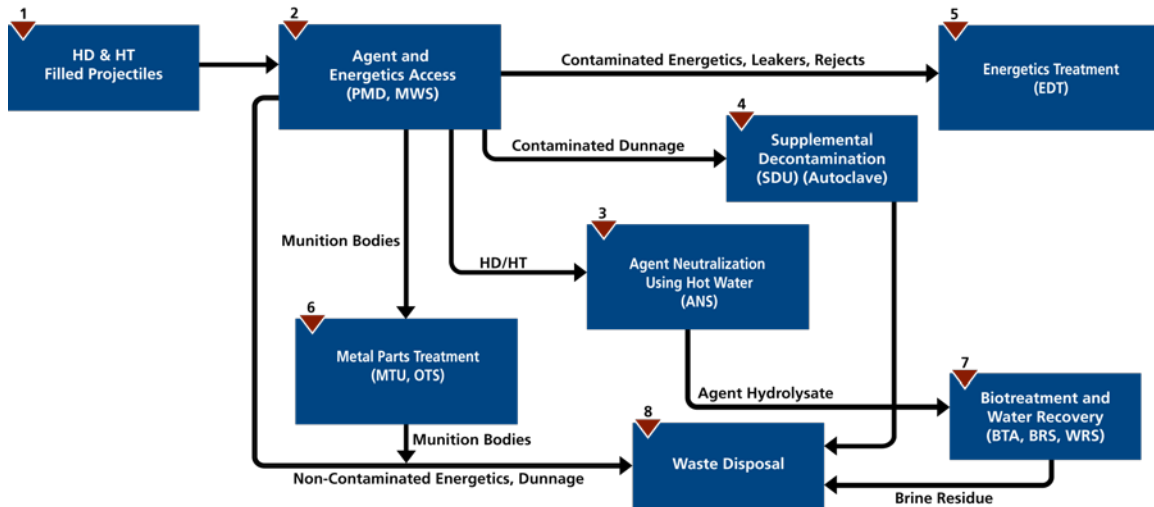 1
HD & HT
Filled Projectiles
2
Agent and
Energetics Access
(PMD, MWS)
Contaminated Energetics, Leakers, Rejects
5
Energetics Treatment
(EDT)
Contaminated Dunnage
4
Supplemental
Decontamination
(SDU) (Autoclave)
Munition Bodies
HD/HT
3
Agent Neutralization
Using Hot Water
(ANS)
6
Metal Parts Treatment
(MTU, OTS)
Agent Hydrolysate
7
Biotreatment and
Water Recovery
(BTA, BRS, WRS)
Munition Bodies
8
Waste Disposal
Non-Contaminated Energetics, Dunnage
Brine Residue